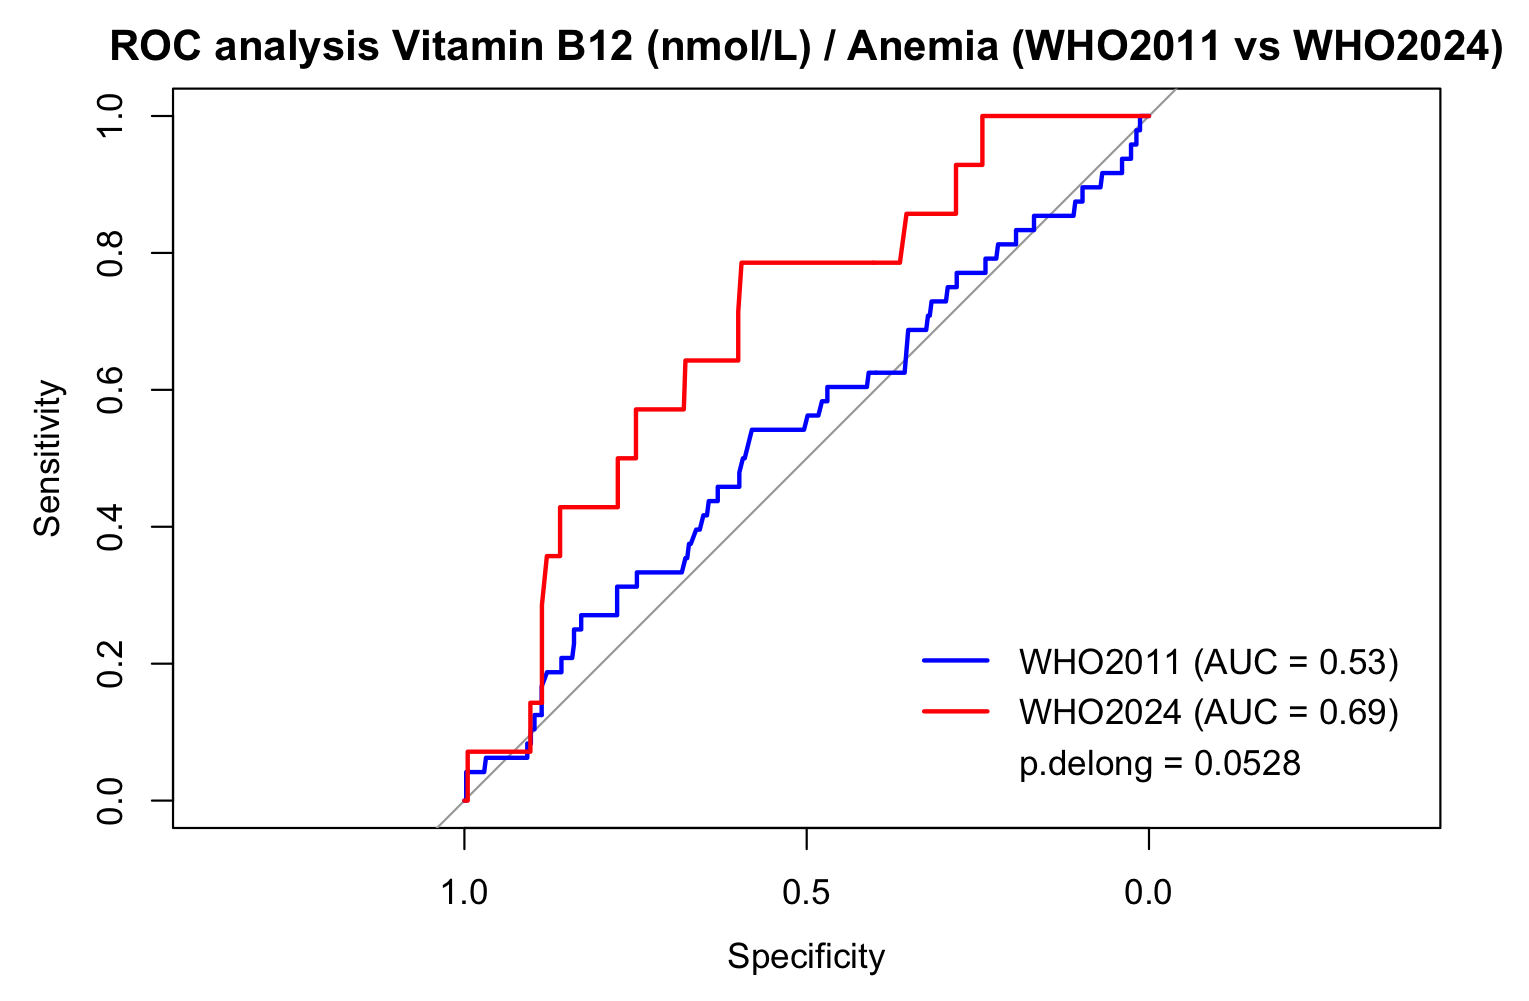 ROC analysis Vitamin B12 (nmol/L) / Anemia (WHO2011 vs WHO2024)
Sensitivity
1.0
0.8
0.6
0.4
0.2
0.0
WHO2011 (AUC = 0.53)
WHO2024 (AUC = 0.69)
p.delong = 0.0528
1.0 0.5 0.0
Specificity